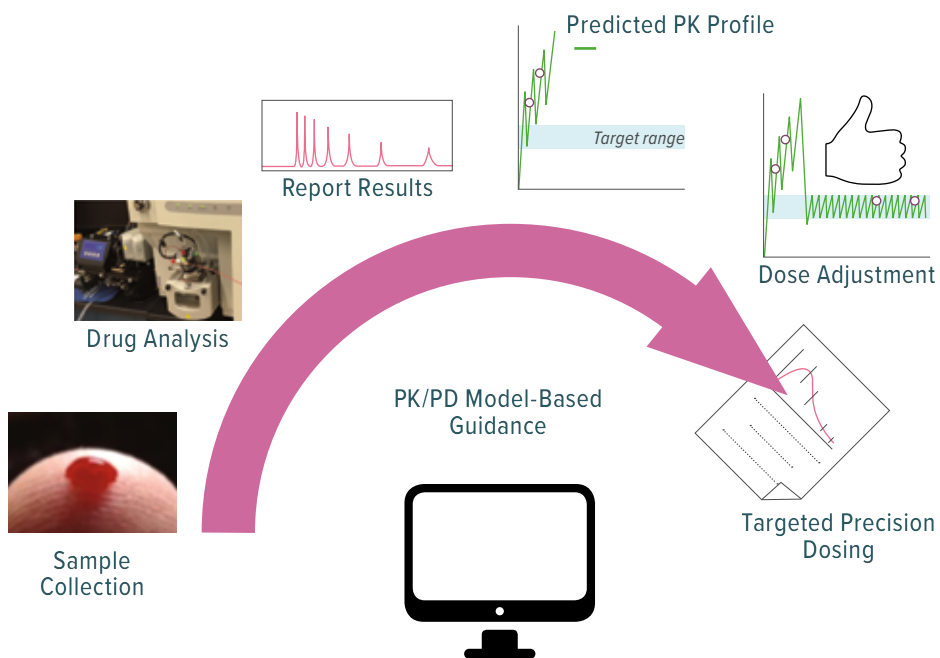 Predicted PK Profile
Target range
Report Results
Dose Adjustment
Drug Analysis
PK/PD Model-Based
Guidance
Sample
Collection
Targeted Precision
Dosing